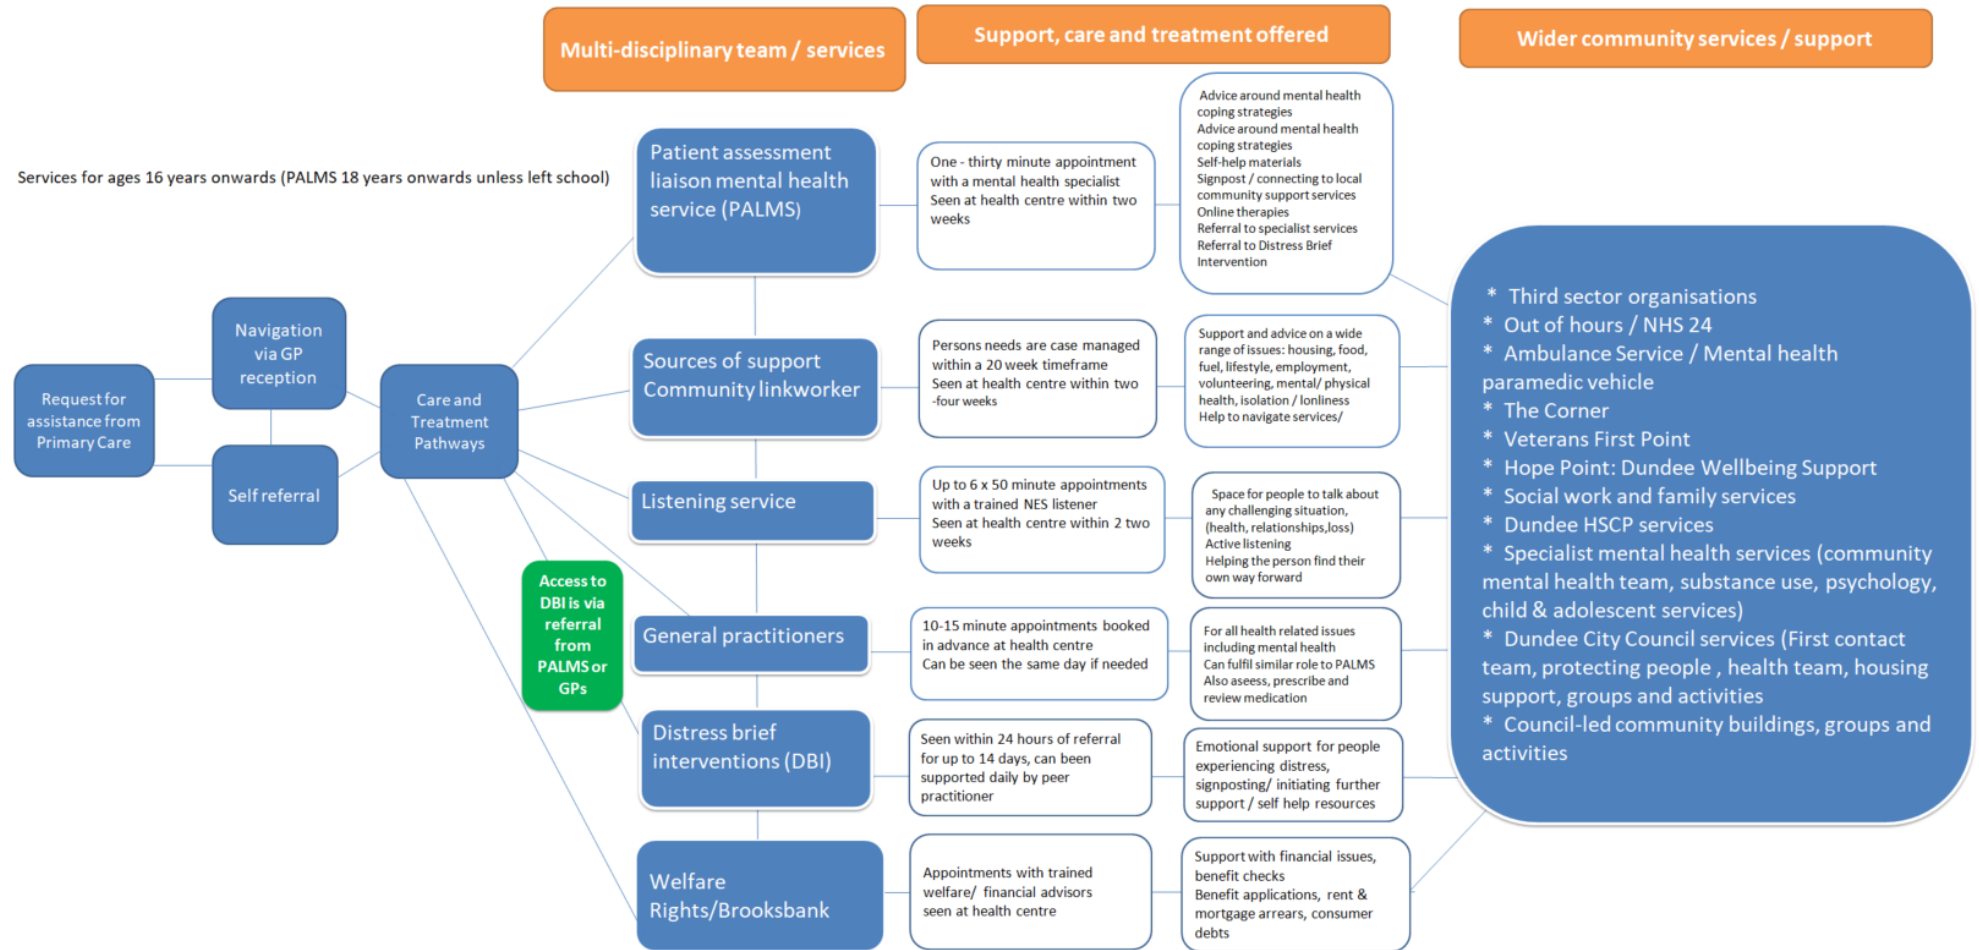 Multi-disciplinary team / services
Support, care and treatment offered
Wider community services / support
Services for ages 16 years onwards (PALMS 18 years onwards unless left school)
Request for
assistance from
Primary Care
Navigation
via GP
reception
Self referral
Care and
Treatment
Pathways
Access to
DBI is via
referral
from
PALMS or
GPs
Patient assessment
liaison mental health
service (PALMS)
One - thirty minute appointment
with a mental health specialist
Seen at health centre within two
weeks
Advice around mental health
coping strategies
Advice around mental health
coping strategies
Self-help materials
Signpost / connecting to local
community support services
Online therapies
Referral to specialist services
Referral to Distress Brief
Intervention
Sources of support
Community linkworker
Persons needs are case managed
within a 20 week timeframe
Seen at health centre within two
-four weeks
Support and advice on a wide
range of issues: housing, food,
fuel, lifestyle, employment,
volunteering, mental/ physical
health, isolation / lonliness
Help to navigate services/
Listening service
Up to 6 x 50 minute appointments
with a trained NES listener
Seen at health centre within 2 two
weeks
Space for people to talk about
any challenging situation,
(health, relationships,loss)
Active listening
Helping the person find their
own way forward
General practitioners
10-15 minute appointments booked
in advance at health centre
Can be seen the same day if needed
For all health related issues
including mental health
Can fulfil similar role to PALMS
Also aseess, prescribe and
review medication
Distress brief
interventions (DBI)
Seen within 24 hours of referral
for up to 14 days, can been
supported daily by peer
practitioner
Emotional support for people
experiencing distress,
signposting/ initiating further
support / self help resources
Welfare
Rights/Brooksbank
Appointments with trained
welfare/ financial advisors
seen at health centre
Support with financial issues,
benefit checks
Benefit applications, rent &
mortgage arrears, consumer
debts
* Third sector organisations
* Out of hours / NHS 24
* Ambulance Service / Mental health
paramedic vehicle
* The Corner
* Veterans First Point
* Hope Point: Dundee Wellbeing Support
* Social work and family services
* Dundee HSCP services
* Specialist mental health services (community
mental health team, substance use, psychology,
child & adolescent services)
* Dundee City Council services (First contact
team, protecting people , health team, housing
support, groups and activities
* Council-led community buildings, groups and
activities